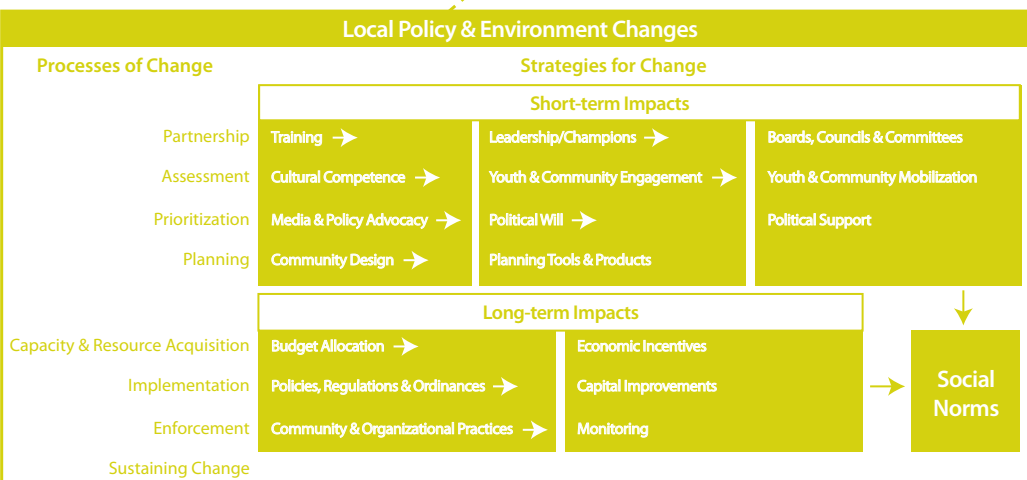 Local Policy & Environment Changes
Processes of Change
Strategies for Change
Short-term Impacts
Partnership
Training
Leadership/Champions
Boards, Councils & Committees
Assessment
Cultural Competence
Youth & Community Engagement
Youth & Community Mobilization
Prioritization
Media & Policy Advocacy
Political Will
Political Support
Planning
Community Design
Planning Tools & Products
Long-term Impacts
Capacity & Resource Acquisition
Budget Allocation
Economic Incentives
Implementation
Policies, Regulations & Ordinances
Capital Improvements
Enforcement
Community & Organizational Practices
Monitoring
Sustaining Change
Social
Norms